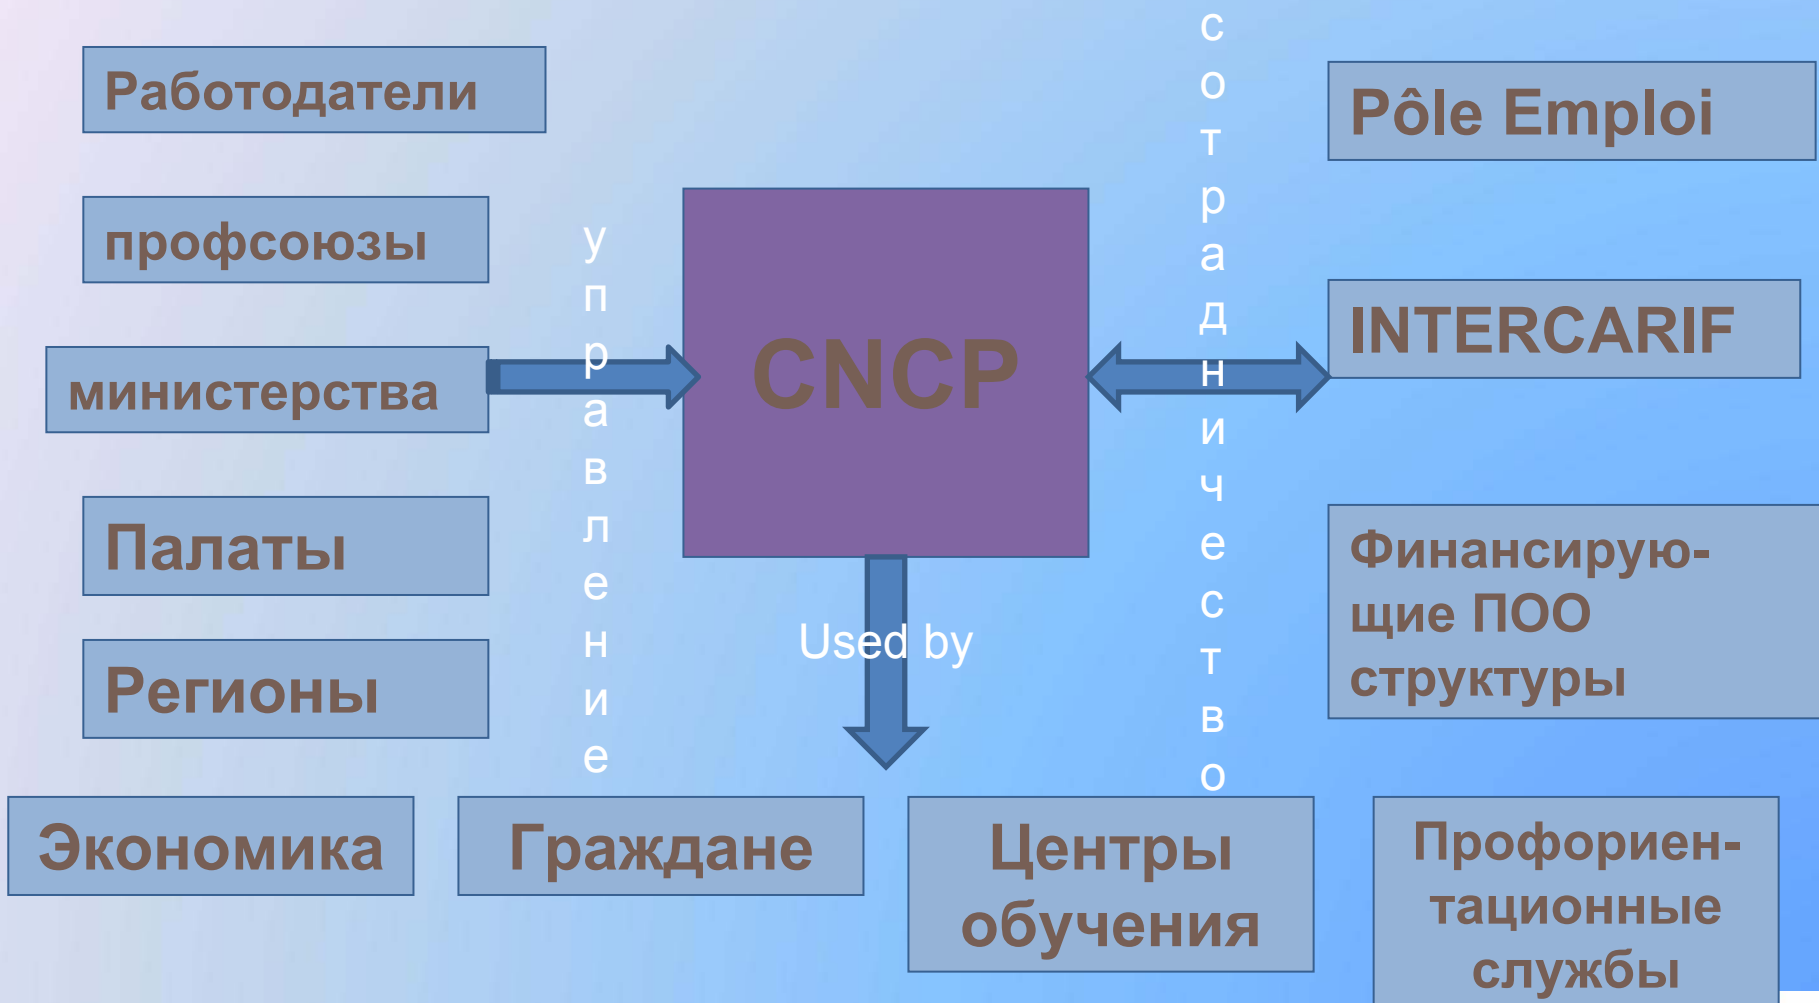 Работодатели
профсоюзы
министерства
Палаты
Регионы
управление
CNCP
Used by
сотрадничество
Pôle Emploi
INTERCARIF
Финансирую-
щие ПОО
структуры
Экономика
Граждане
Центры
обучения
Профориен-
тационные
службы